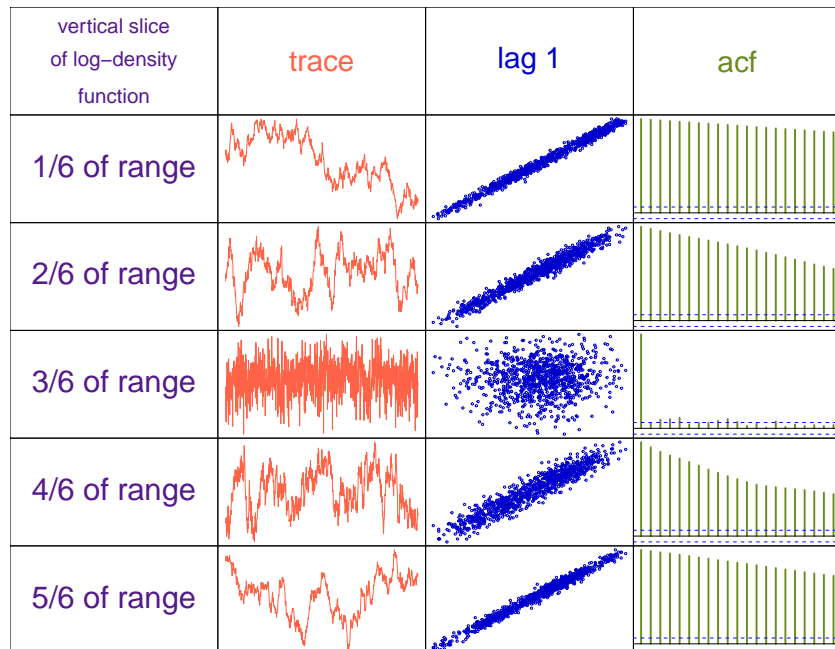 vertical slice
of log−density
function
trace
lag 1
acf
1/6 of range
2/6 of range
3/6 of range
4/6 of range
5/6 of range